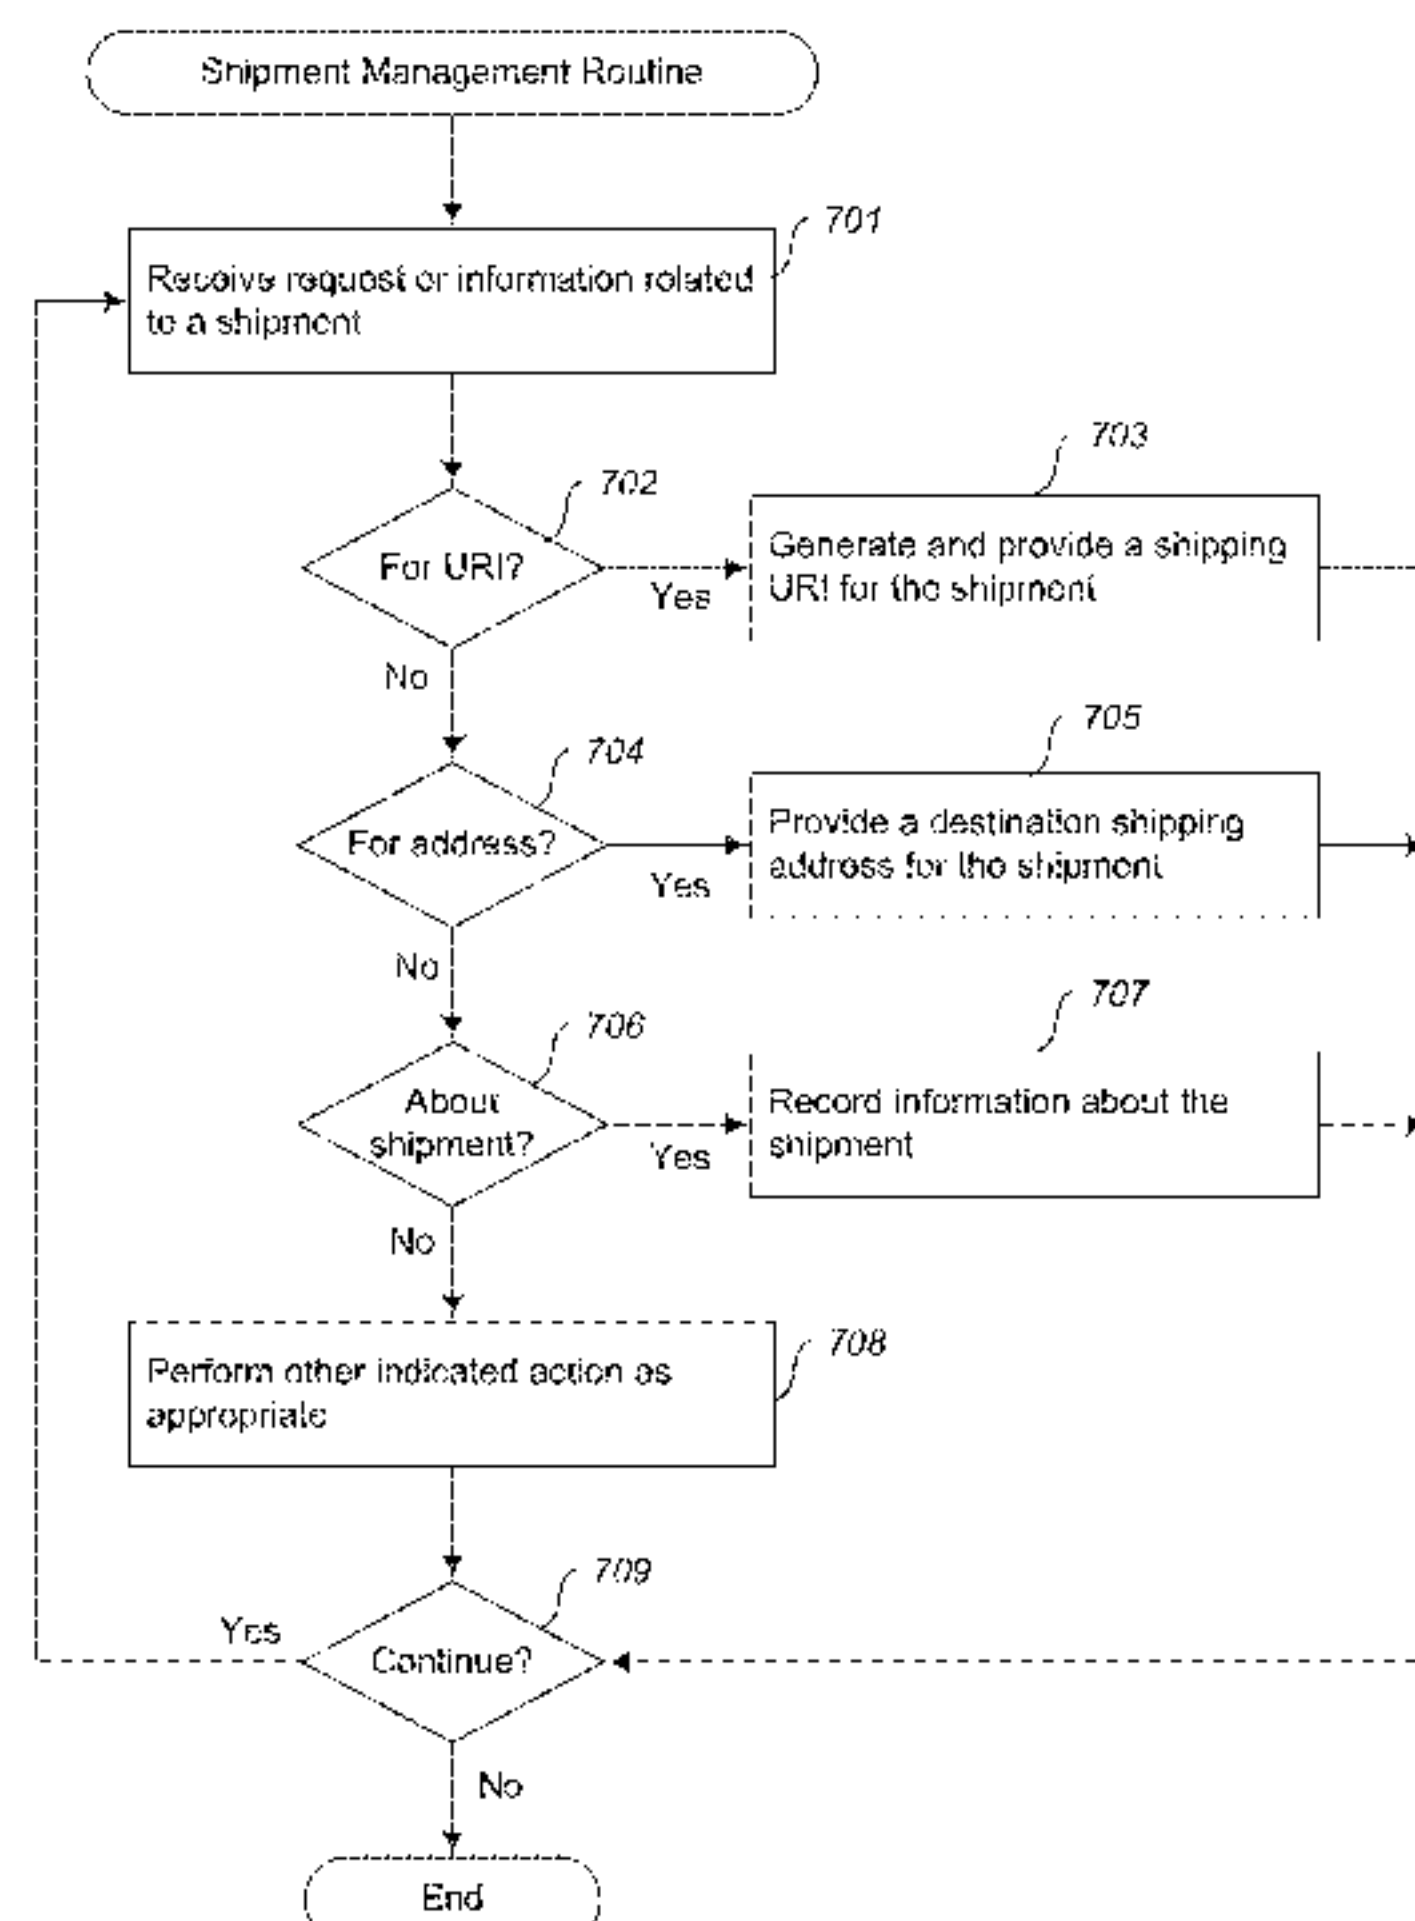 Shipment Management Routine
701
Receive request or information related
to a shipment
703
702
Generate and provide a shipping
URI for the shipment
For URI?
Yes
No
705
704
Provide a destination shipping
address for the shipment
For address?
Yes
No
707
706
Record information about the
shipment
About
shipment?
Yes
No
708
Perform other indicated action as
appropriate
709
Yes
Continue?
No
End